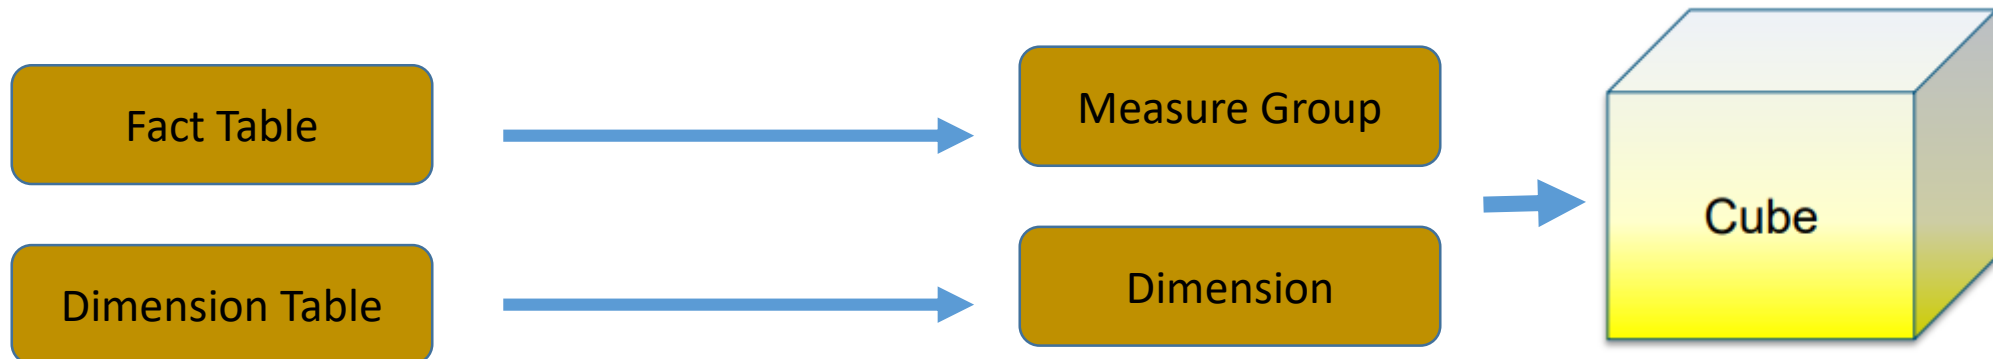 Fact Table
Measure Group
Dimension Table
Dimension
Cube